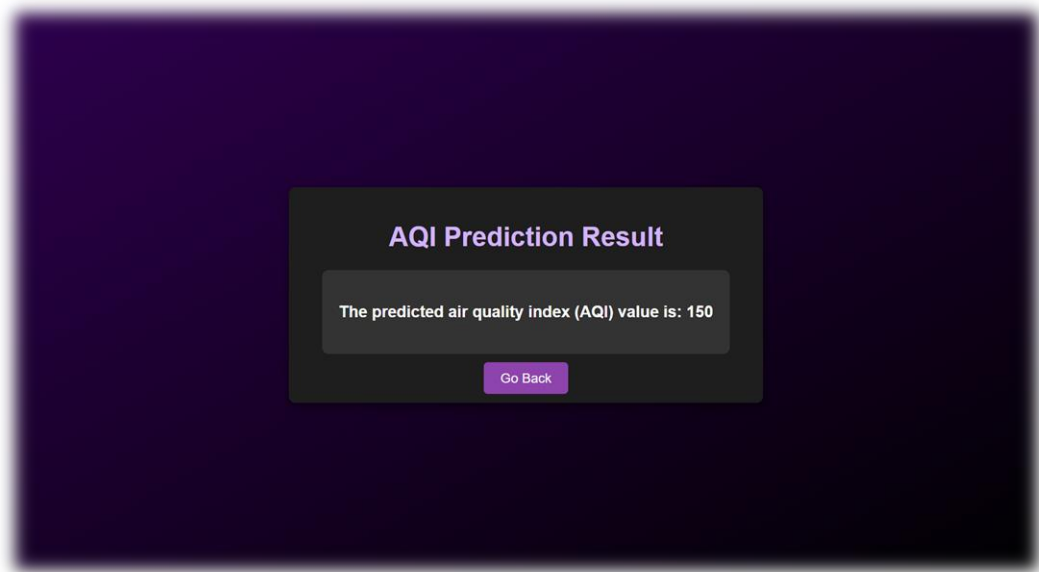 AQI Prediction Result
The predicted air quality index (AQI) value is: 150
Go Back